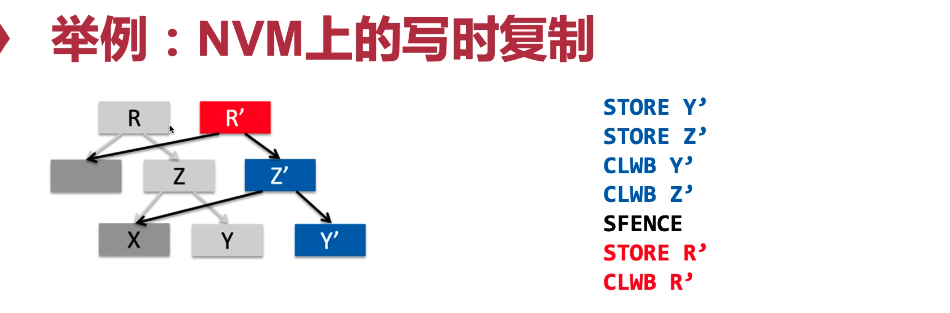 举例：NVM上的写时复制
R R’
Z Z’
X Y Y’
STORE Y’
STORE Z’
CLWB Y’
CLWB Z’
SFENCE
STORE R’
CLWB R’